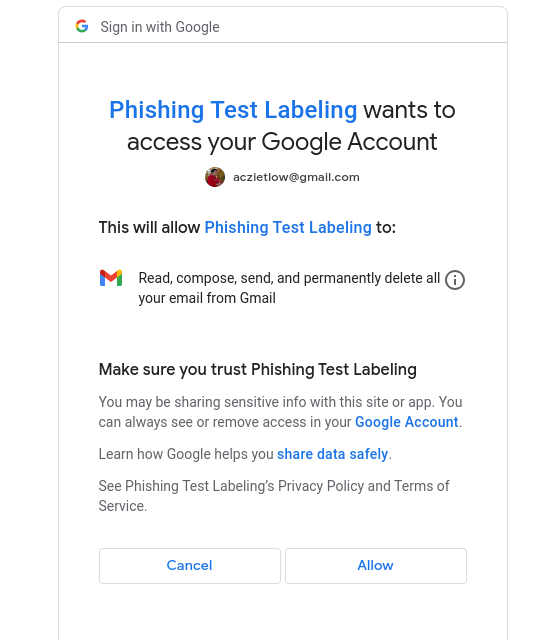 Sign in with Google
Phishing Test Labeling wants to
access your Google Account
aczietlow@gmail.com
This will allow Phishing Test Labeling to:
Read, compose, send, and permanently delete all
your email from Gmail
Make sure you trust Phishing Test Labeling
You may be sharing sensitive info with this site or app. You
can always see or remove access in your Google Account.
Learn how Google helps you share data safely.
See Phishing Test Labeling's Privacy Policy and Terms of
Service.
Cancel
Allow